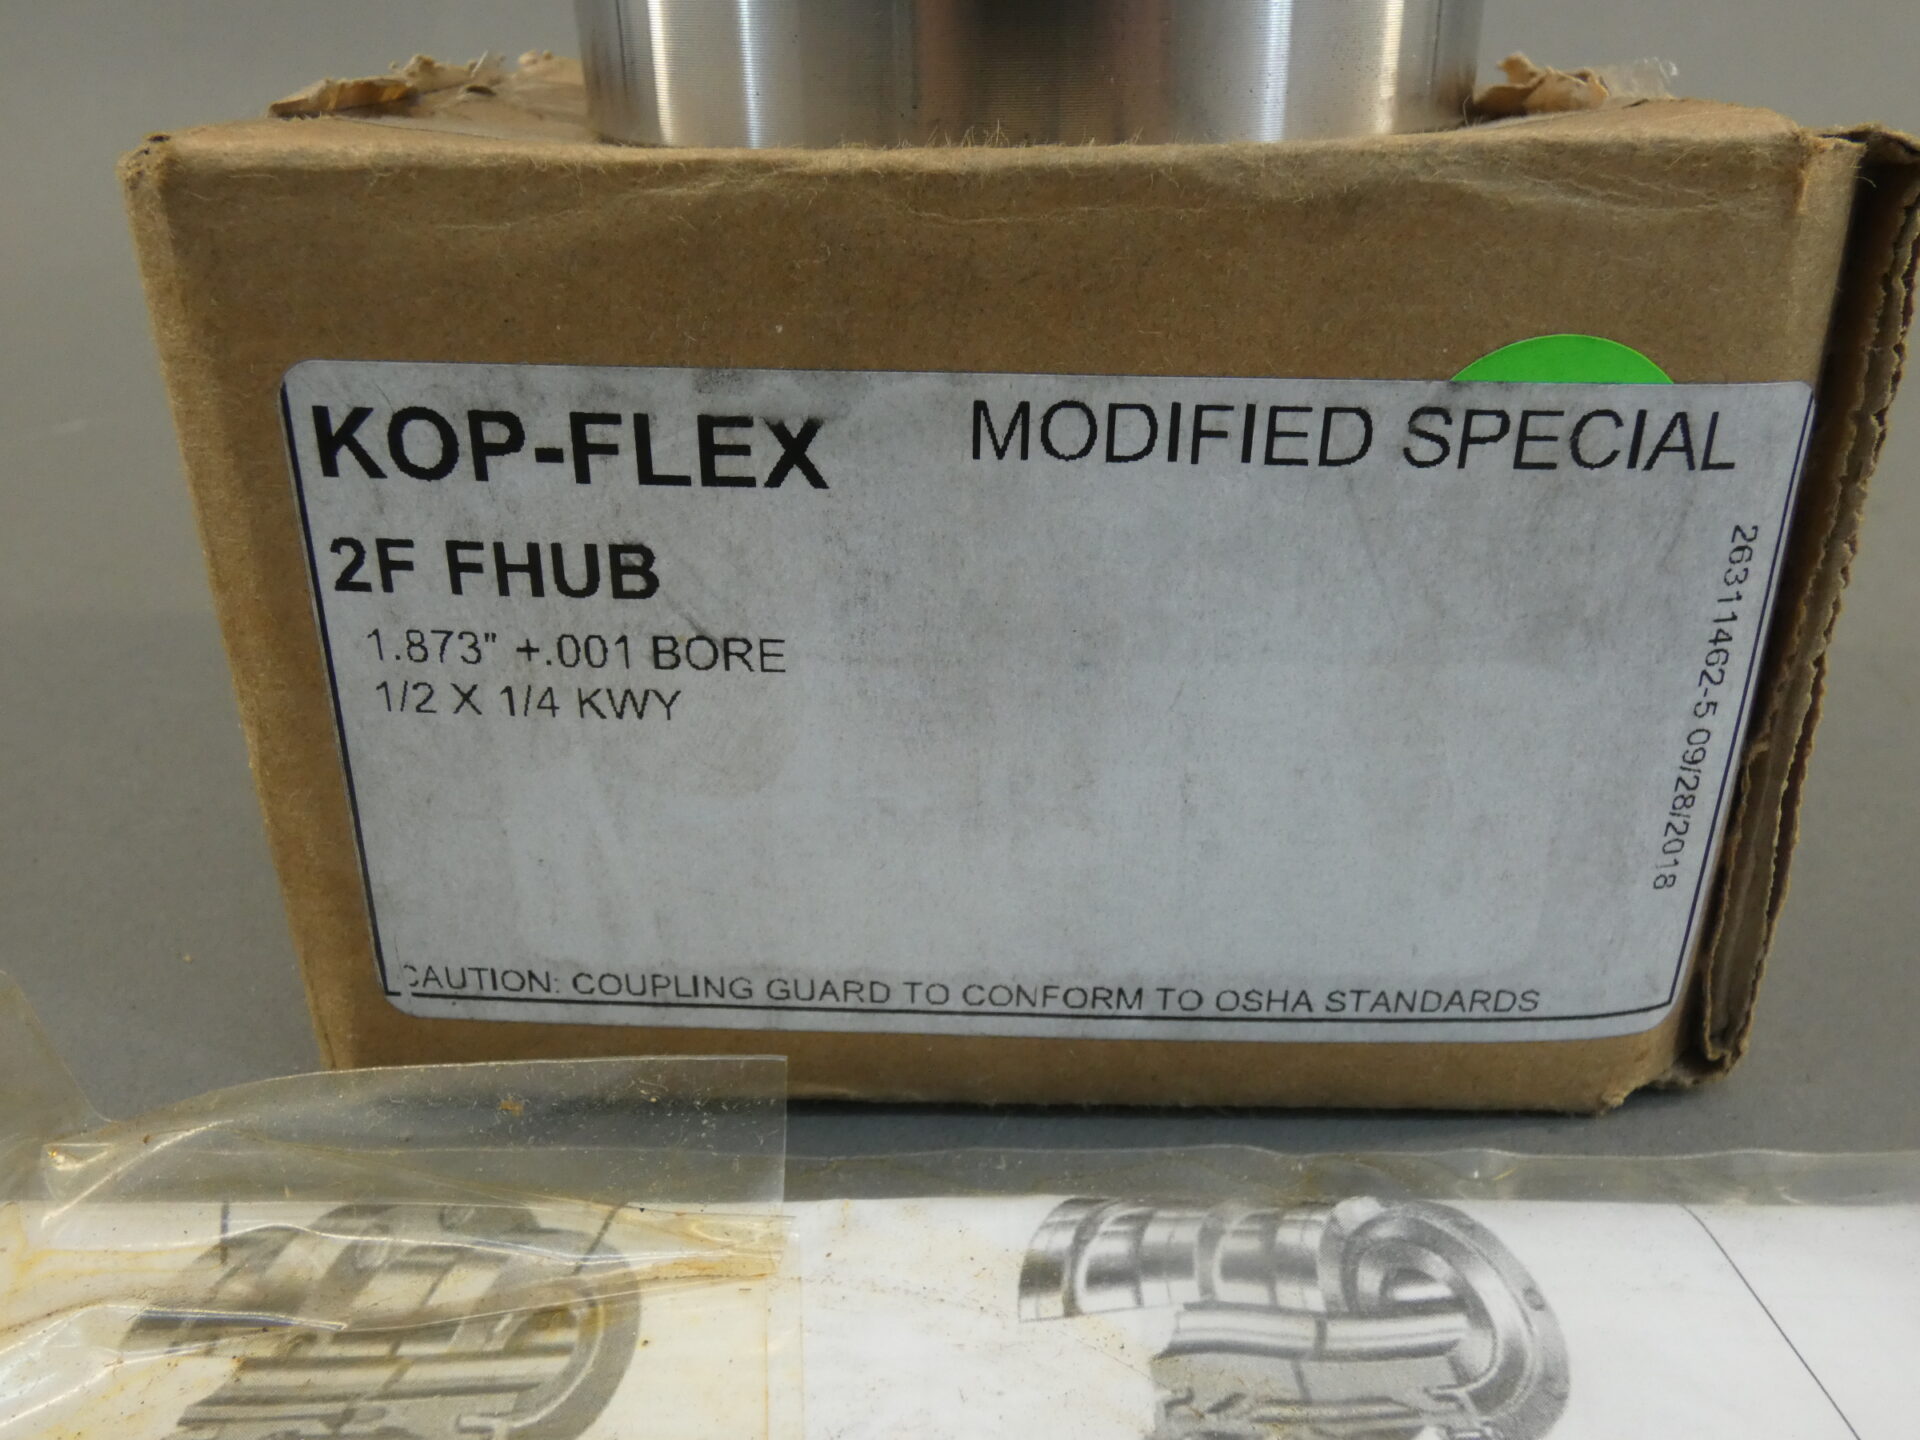 KOP-FLEX MODIFIED SPECIAL
2F FHUB
1.873" +.001 BORE
1/2 X 1/4 KWY
26311462-5 09/28/2018
CAUTION: COUPLING GUARD TO CONFORM TO OSHA STANDARDS